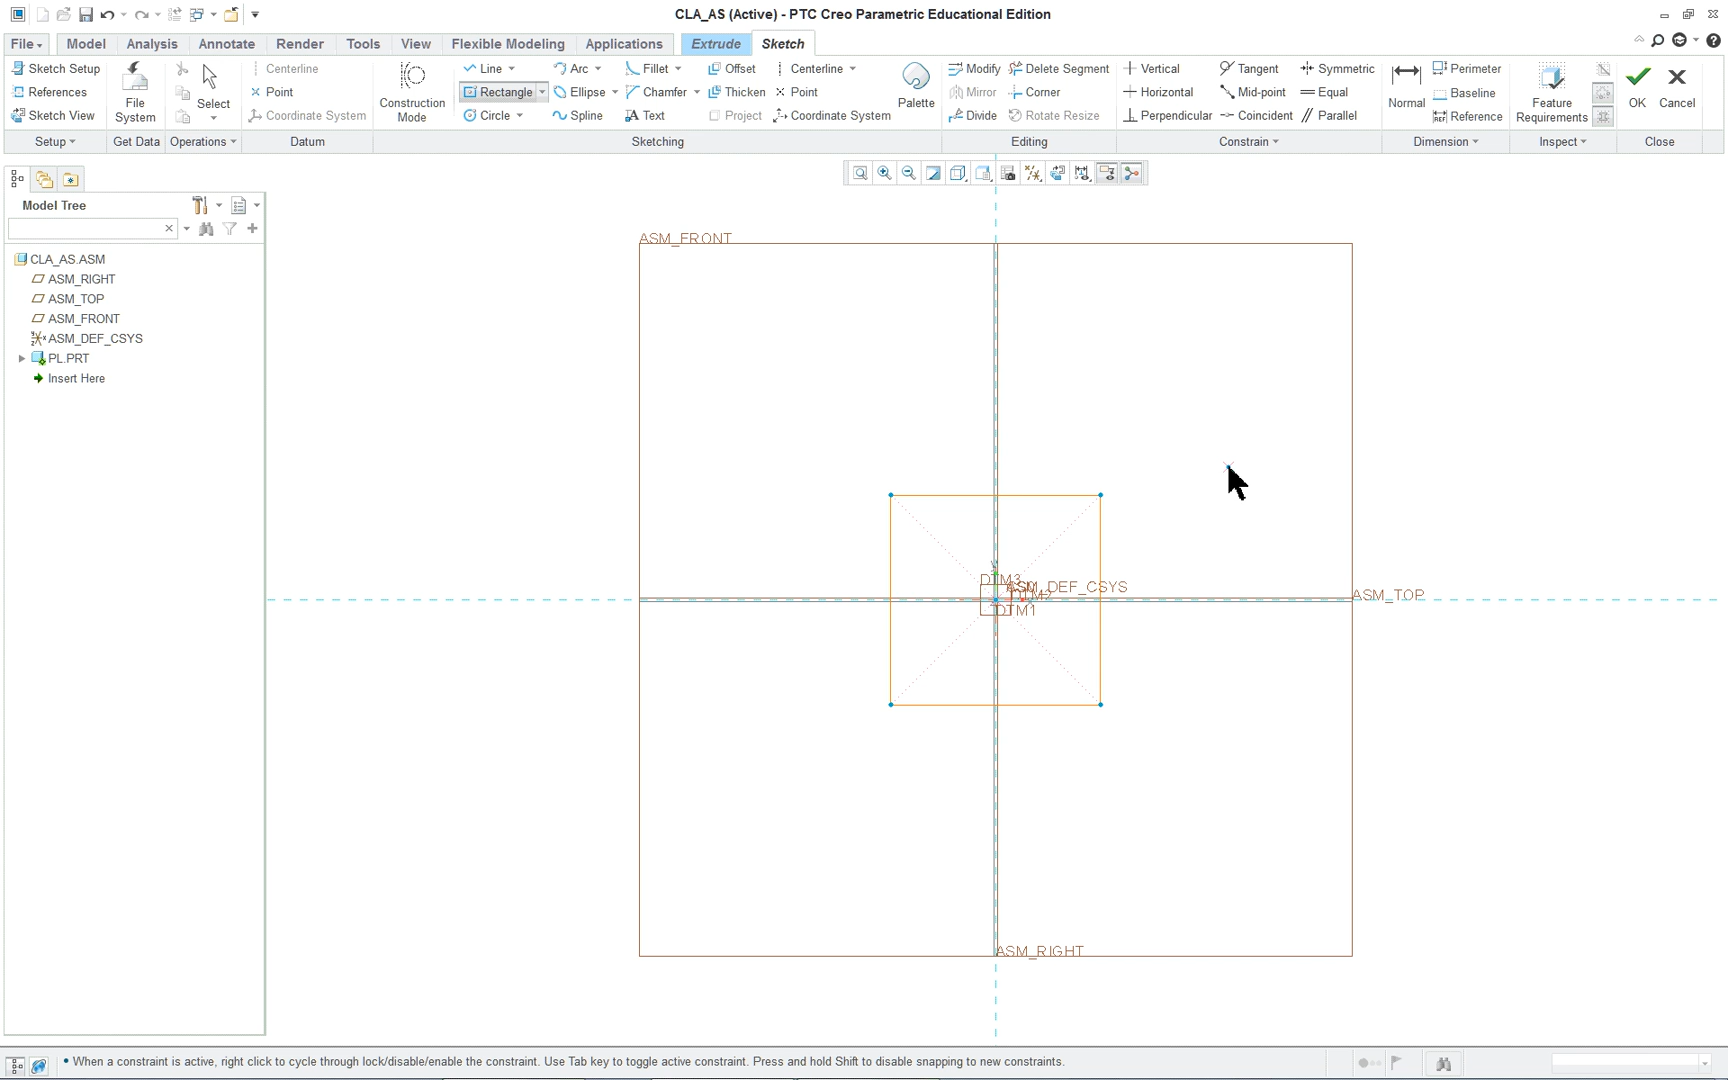 CLA_AS (Active) - PTC Creo Parametric Educational Edition
File Model Analysis Annotate Render Tools View Flexible Modeling Applications Extrude Sketch
Sketch Setup Centerline Line Arc Fillet Offset Centerline Modify Delete Segment Vertical Tangent Symmetric Perimeter
References Point Rectangle Ellipse Chamfer Thicken Point Mirror Corner Horizontal Mid-point Equal Baseline
File System Select Construction Mode Palette Normal Feature Requirements OK Cancel
Sketch View Coordinate System Circle Spline Text Project Coordinate System Divide Rotate Resize Perpendicular Coincident Parallel Reference
Setup Get Data Operations Datum Sketching Editing Constrain Dimension Inspect Close
Model Tree
CLA_AS.ASM
ASM_RIGHT
ASM_TOP
ASM_FRONT
ASM_DEF_CSYS
PL.PRT
Insert Here
ASM_FRONT
DTM3
ASM_DEF_CSYS
DTM2
ASM_TOP
DTM1
ASM_RIGHT
• When a constraint is active, right click to cycle through lock/disable/enable the constraint. Use Tab key to toggle active constraint. Press and hold Shift to disable snapping to new constraints.